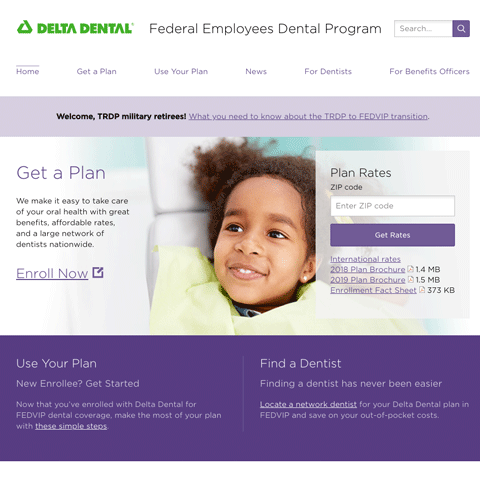 DELTA DENTAL® Federal Employees Dental Program Search...
Home Get a Plan Use Your Plan News For Dentists For Benefits Officers
Welcome, TRDP military retirees! What you need to know about the TRDP to FEDVIP transition.
Get a Plan
We make it easy to take care
of your oral health with great
benefits, affordable rates,
and a large network of
dentists nationwide.
Enroll Now
Plan Rates
ZIP code
Enter ZIP code
Get Rates
International rates
2018 Plan Brochure 1.4 MB
2019 Plan Brochure 1.5 MB
Enrollment Fact Sheet 373 KB
Use Your Plan
New Enrollee? Get Started
Now that you've enrolled with Delta Dental for
FEDVIP dental coverage, make the most of your plan
with these simple steps.
Find a Dentist
Finding a dentist has never been easier
Locate a network dentist for your Delta Dental plan in
FEDVIP and save on your out-of-pocket costs.